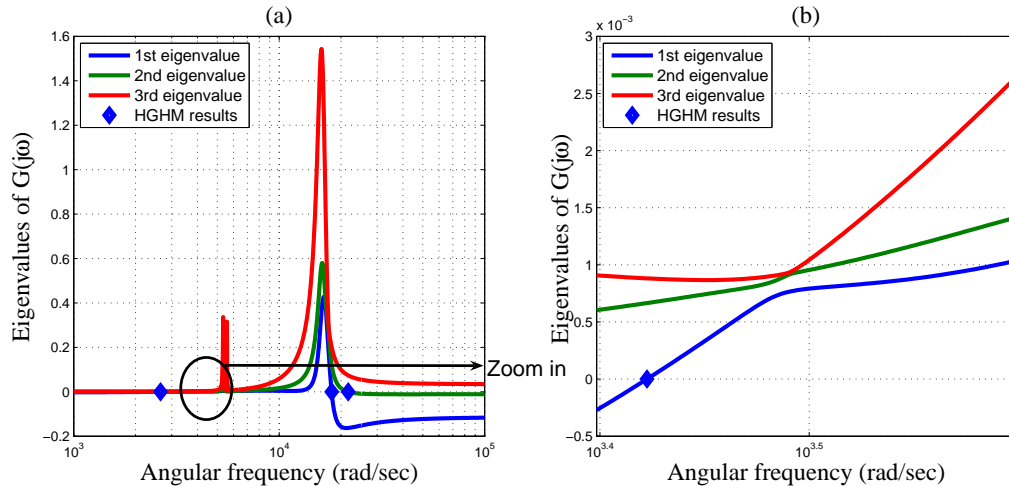 (a)
1st eigenvalue
2nd eigenvalue
3rd eigenvalue
HGHM results
1.6
1.4
1.2
1
0.8
0.6
0.4
0.2
0
−0.2
Eigenvalues of G(jω)
10^3
10^4
10^5
Angular frequency (rad/sec)
Zoom in
(b)
x 10^−3
1st eigenvalue
2nd eigenvalue
3rd eigenvalue
HGHM results
3
2.5
2
1.5
1
0.5
0
−0.5
Eigenvalues of G(jω)
10^3.4
10^3.5
Angular frequency (rad/sec)